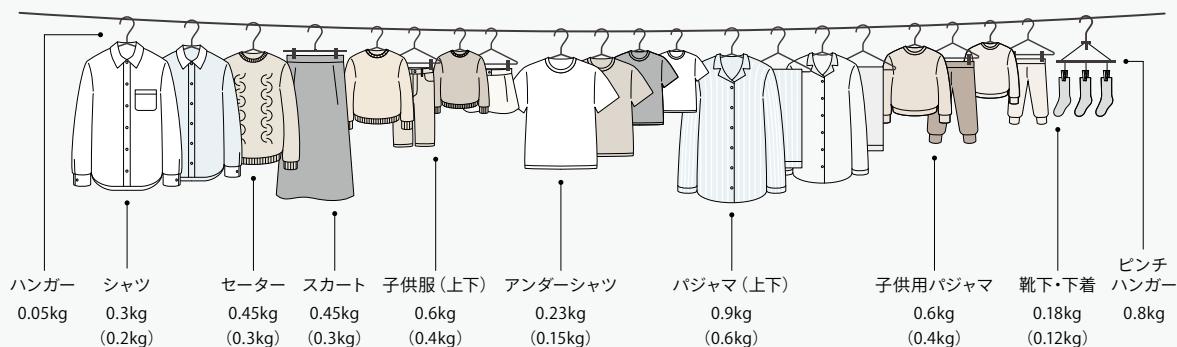 ハンガー
0.05kg
シャツ
0.3kg
(0.2kg)
セーター
0.45kg
(0.3kg)
スカート
0.45kg
(0.3kg)
子供服(上下)
0.6kg
(0.4kg)
アンダーシャツ
0.23kg
(0.15kg)
パジャマ(上下)
0.9kg
(0.6kg)
子供用パジャマ
0.6kg
(0.4kg)
靴下・下着
0.18kg
(0.12kg)
ピンチ
ハンガー
0.8kg